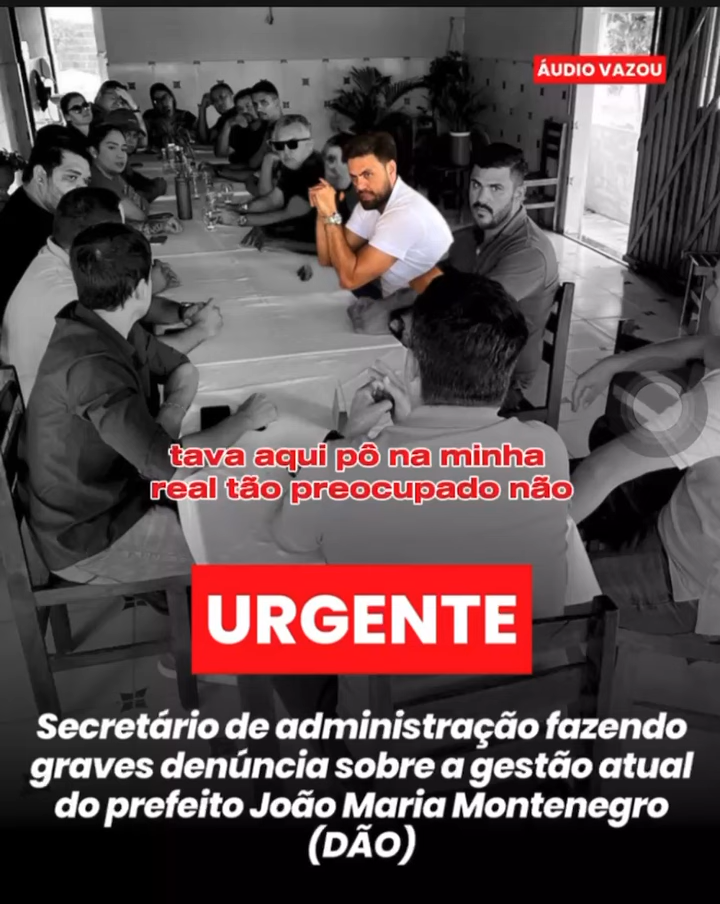 ÁUDIO VAZOU
tava aqui pô na minha
real tão preocupado não
URGENTE
Secretário de administração fazendo
graves denúncia sobre a gestão atual
do prefeito João Maria Montenegro
(DÃO)